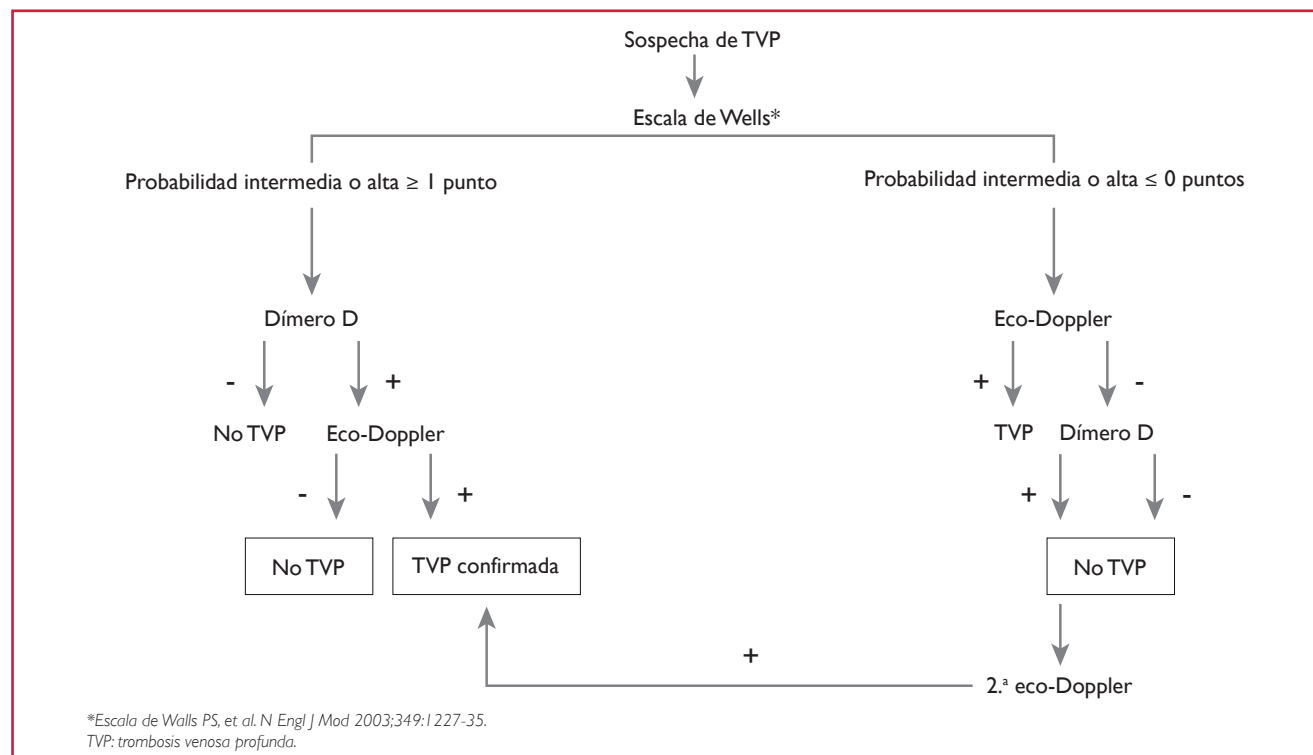 Sospecha de TVP
Escala de Wells*
Probabilidad intermedia o alta ≥ 1 punto
Probabilidad intermedia o alta ≤ 0 puntos
Dímero D
Eco-Doppler
- +
+ -
No TVP Eco-Doppler
TVP Dímero D
- +
+ -
No TVP
TVP confirmada
No TVP
+
2.ª eco-Doppler
*Escala de Walls PS, et al. N Engl J Mod 2003;349:1227-35.
TVP: trombosis venosa profunda.